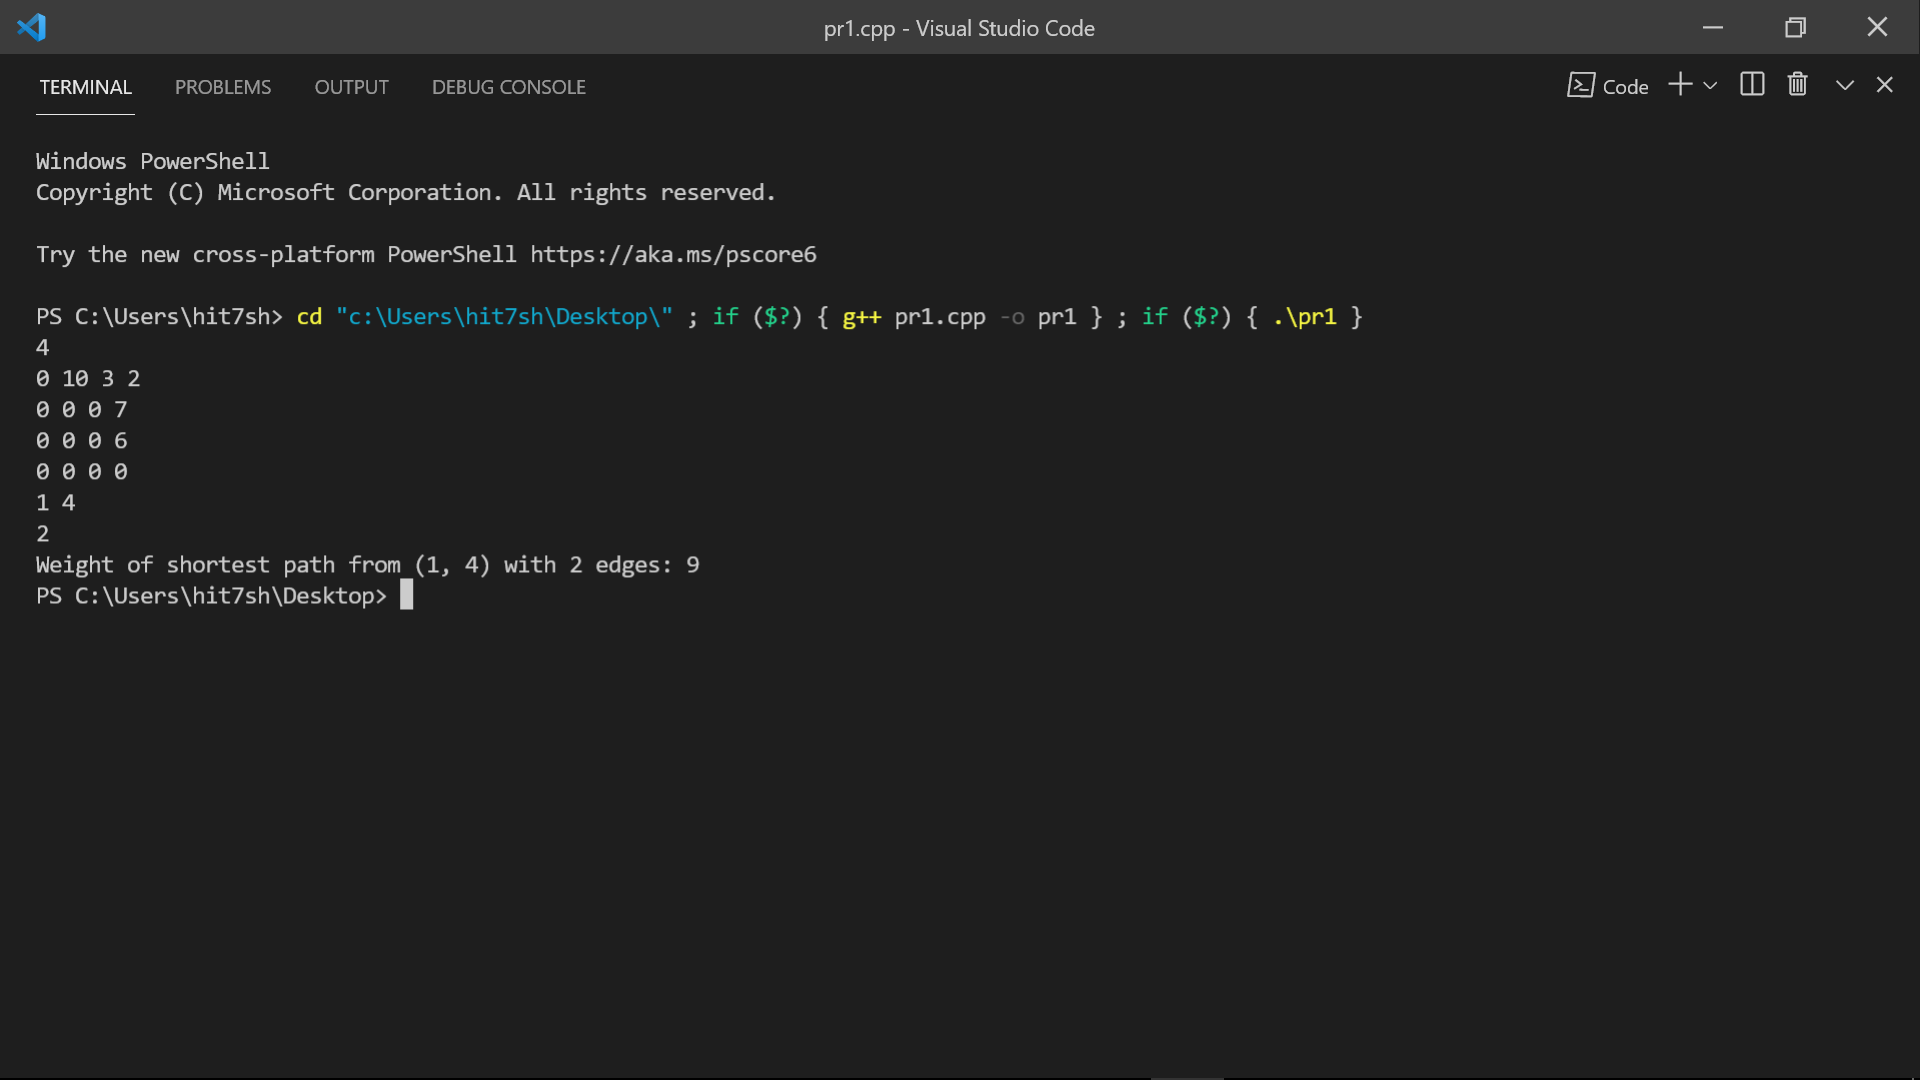 pr1.cpp - Visual Studio Code
TERMINAL PROBLEMS OUTPUT DEBUG CONSOLE Code
Windows PowerShell
Copyright (C) Microsoft Corporation. All rights reserved.
Try the new cross-platform PowerShell https://aka.ms/pscore6
PS C:\Users\hit7sh> cd "c:\Users\hit7sh\Desktop\" ; if ($?) { g++ pr1.cpp -o pr1 } ; if ($?) { .\pr1 }
4
0 10 3 2
0 0 0 7
0 0 0 6
0 0 0 0
1 4
2
Weight of shortest path from (1, 4) with 2 edges: 9
PS C:\Users\hit7sh\Desktop>